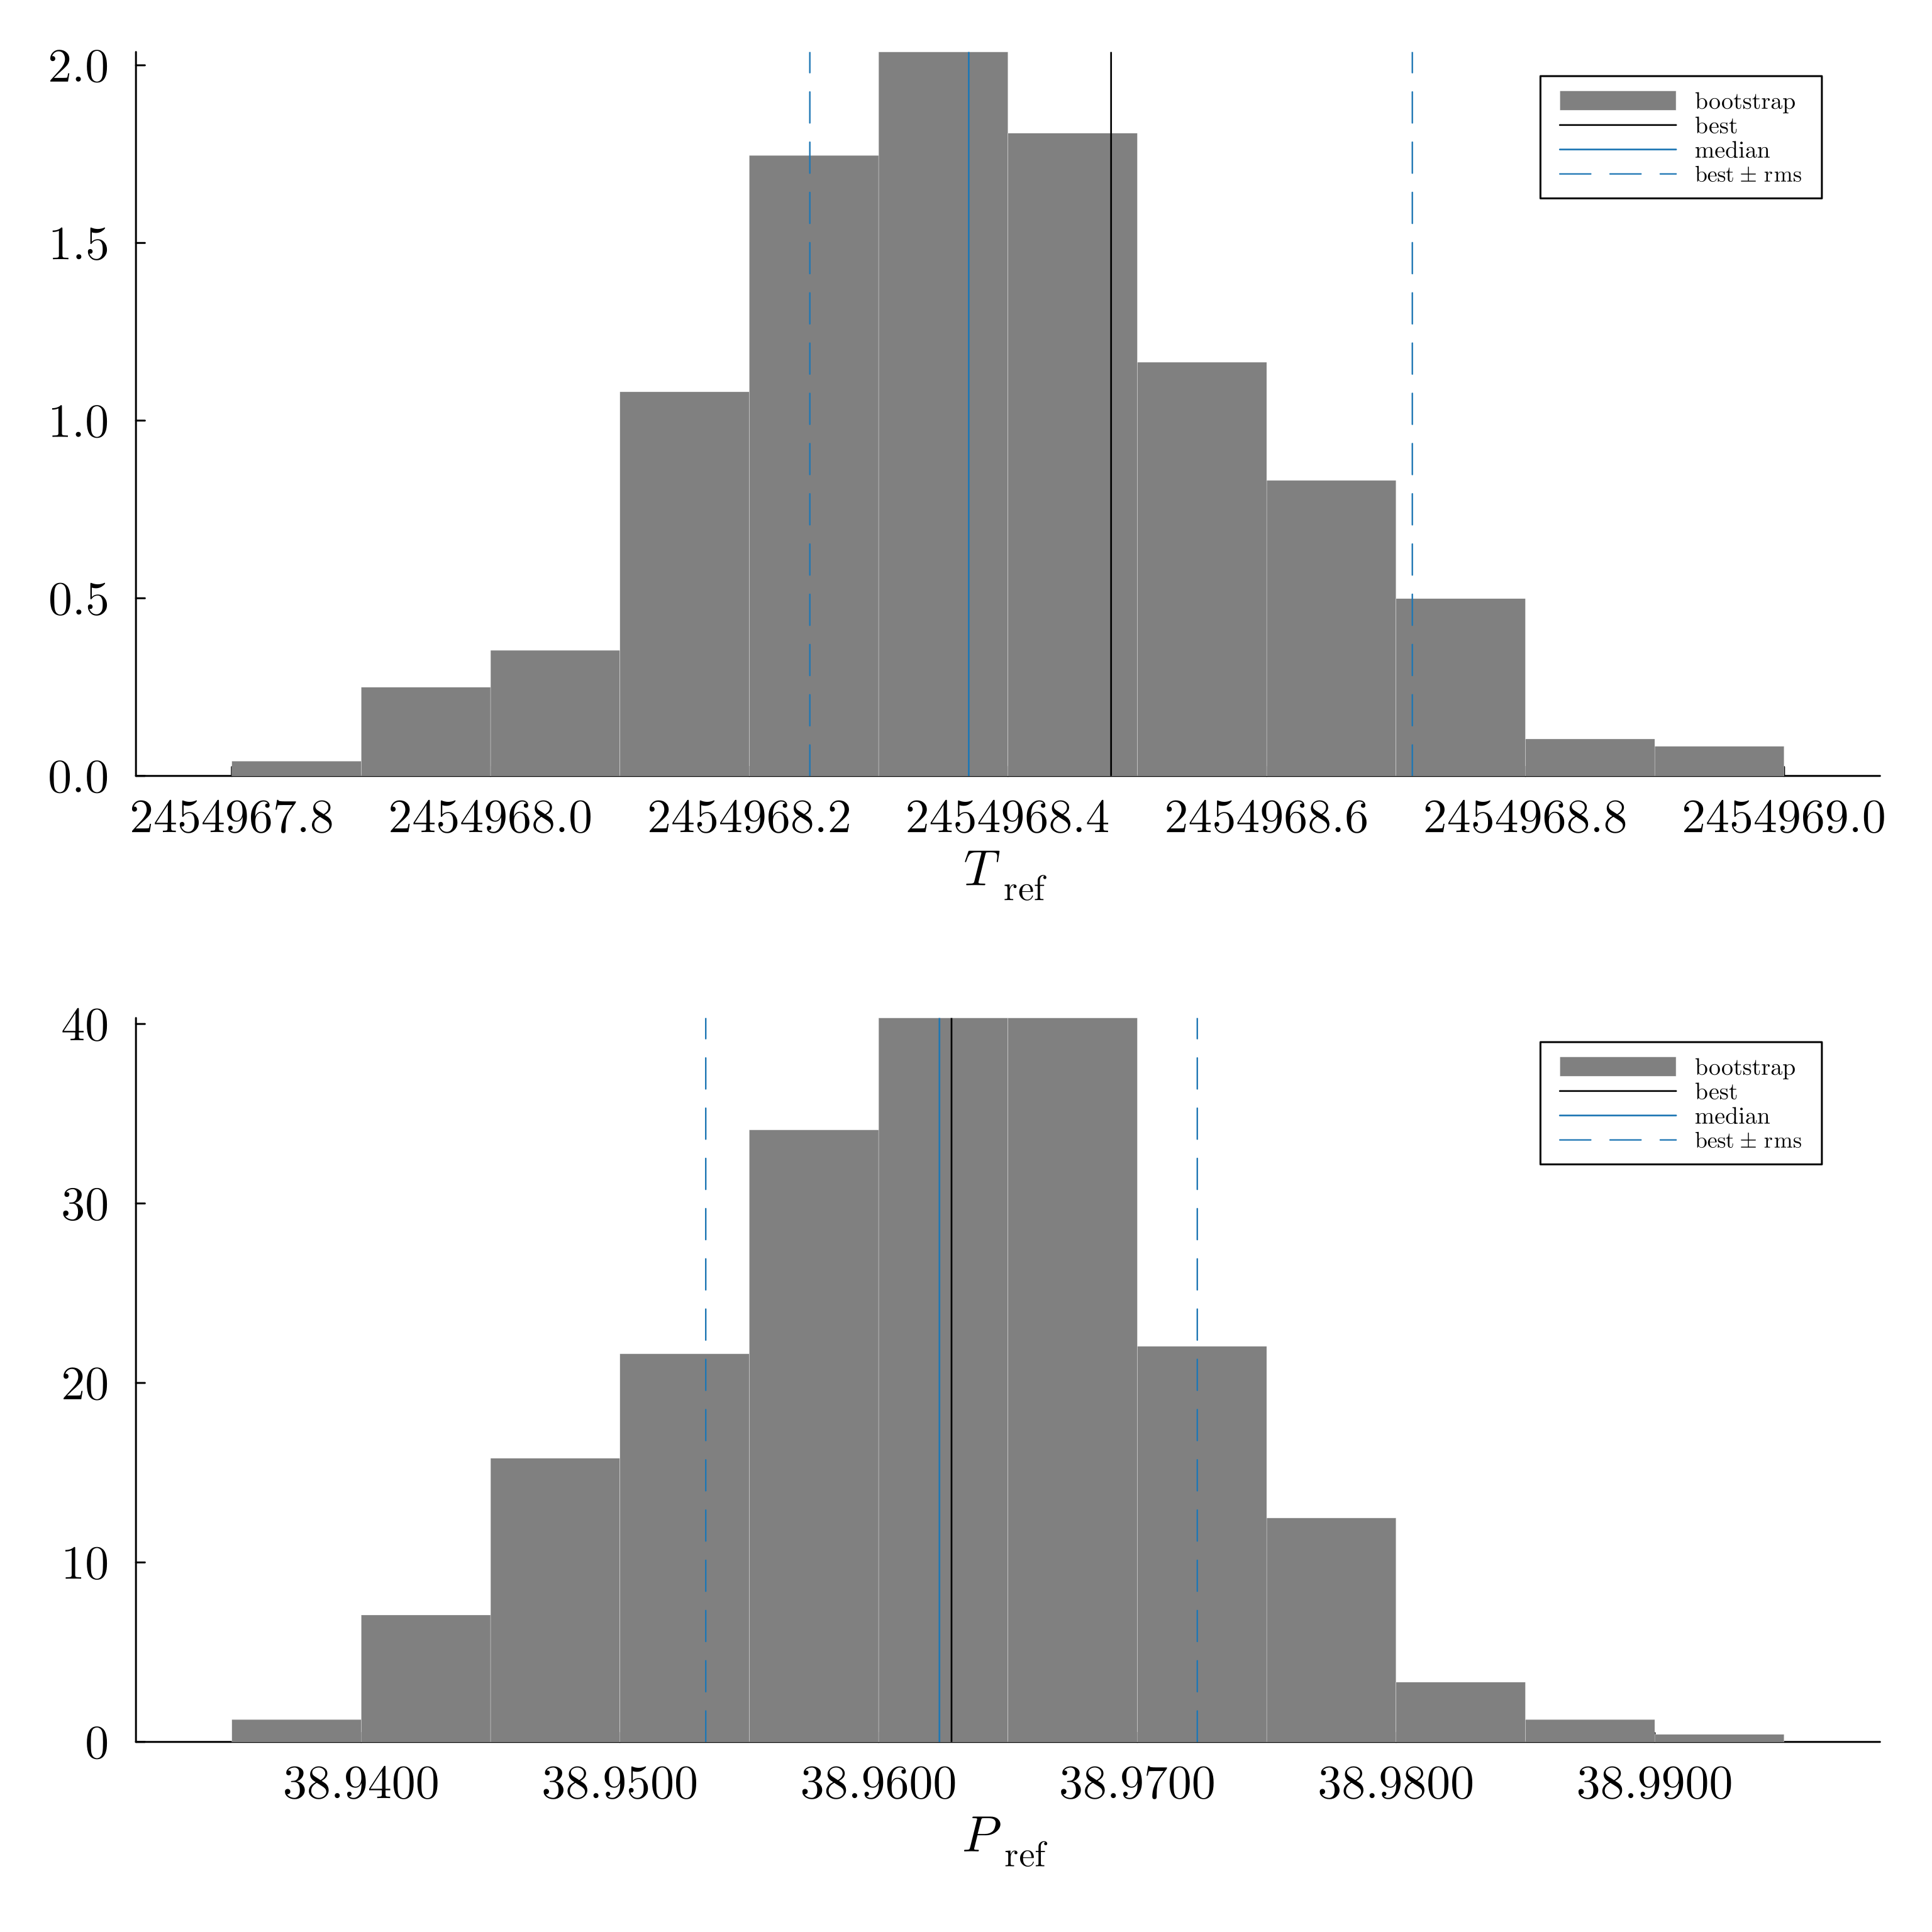 2.0
1.5
1.0
0.5
0.0
bootstrap
best
median
best ± rms
2454967.8 2454968.0 2454968.2 2454968.4 2454968.6 2454968.8 2454969.0
T ref
40
30
20
10
0
bootstrap
best
median
best ± rms
38.9400 38.9500 38.9600 38.9700 38.9800 38.9900
P ref